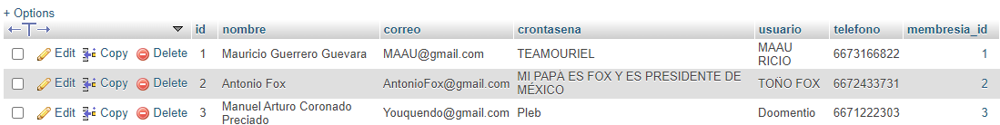 + Options
id nombre correo crontasena usuario telefono membresia_id
Edit Copy Delete 1 Mauricio Guerrero Guevara MAAU@gmail.com TEAMOURIEL MAAU RICIO 6673166822 1
Edit Copy Delete 2 Antonio Fox AntonioFox@gmail.com MI PAPA ES FOX Y ES PRESIDENTE DE MÉXICO TOÑO FOX 6672433731 2
Edit Copy Delete 3 Manuel Arturo Coronado Preciado Youquendo@gmail.com Pleb Doomentio 6671222303 3